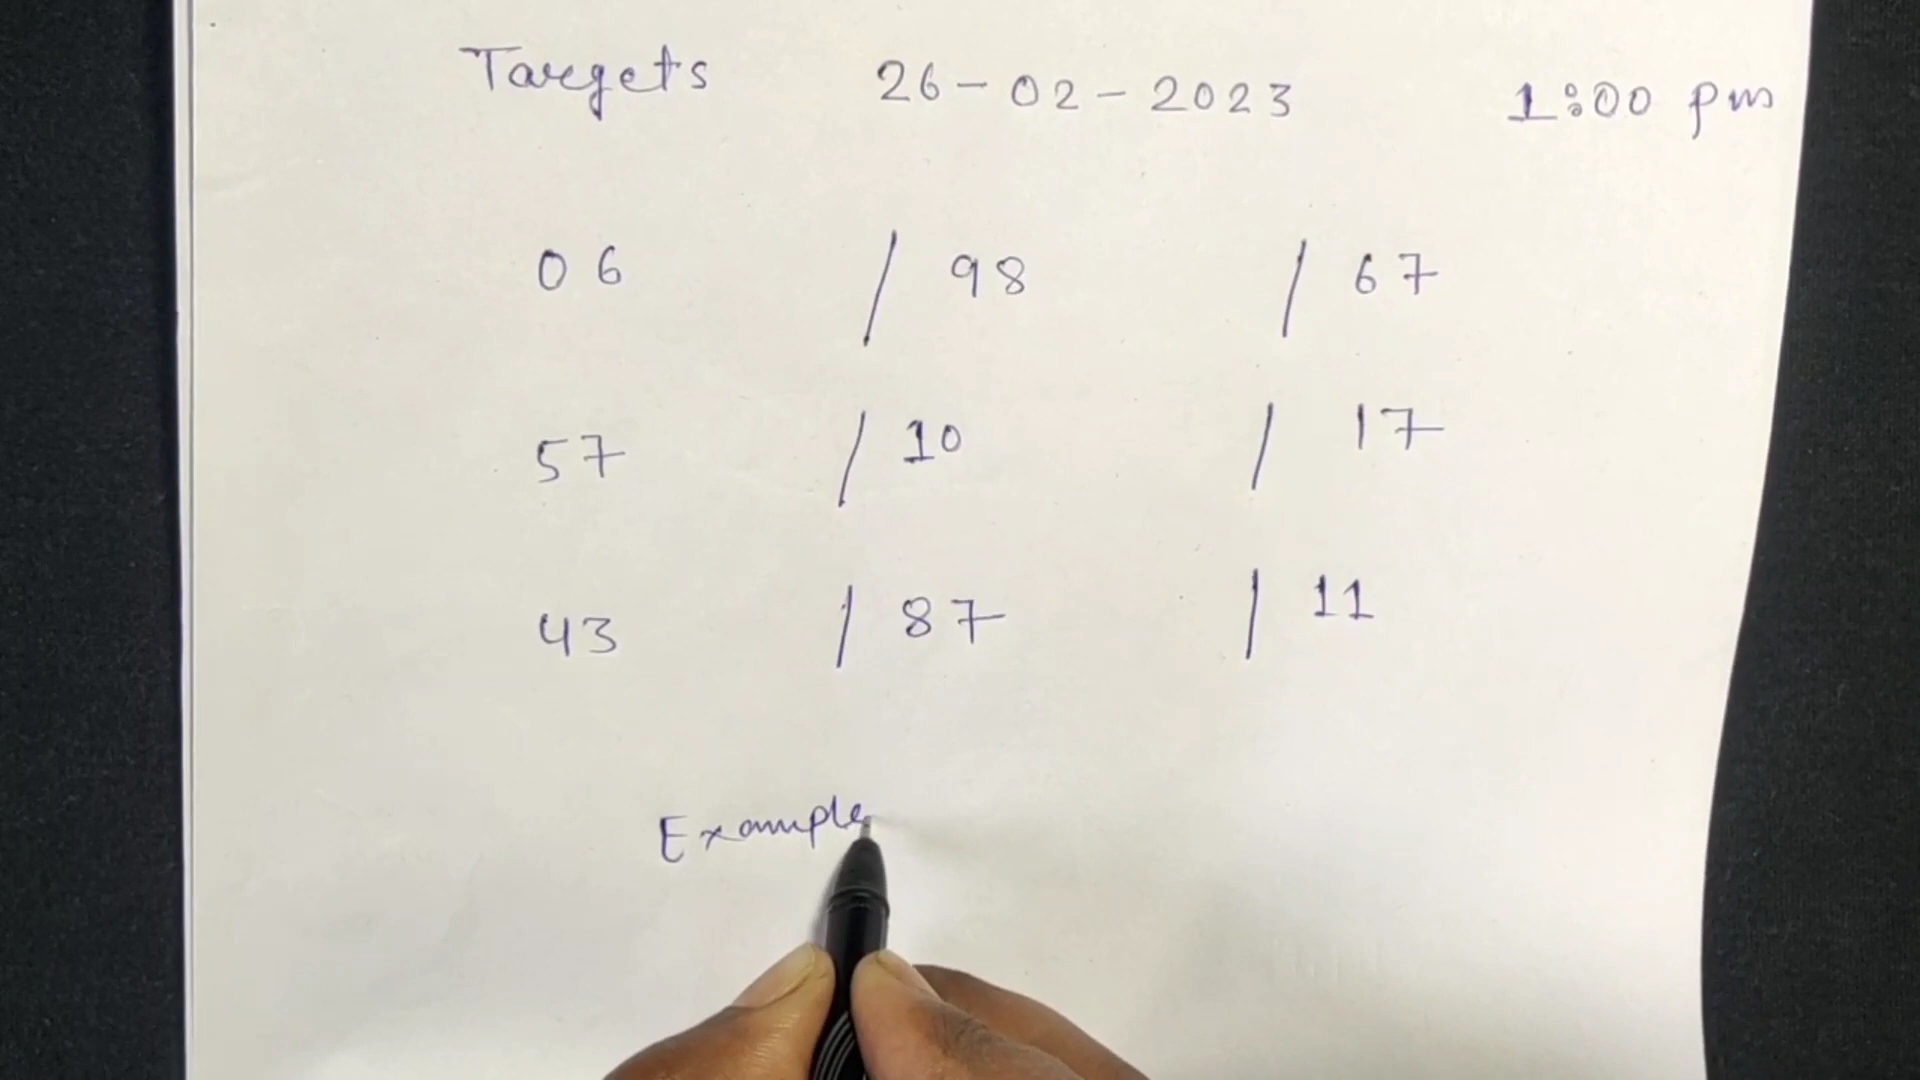 Targets 26-02-2023 1:00 pm
06 / 98 / 67
57 / 10 / 17
43 / 87 / 11
Example